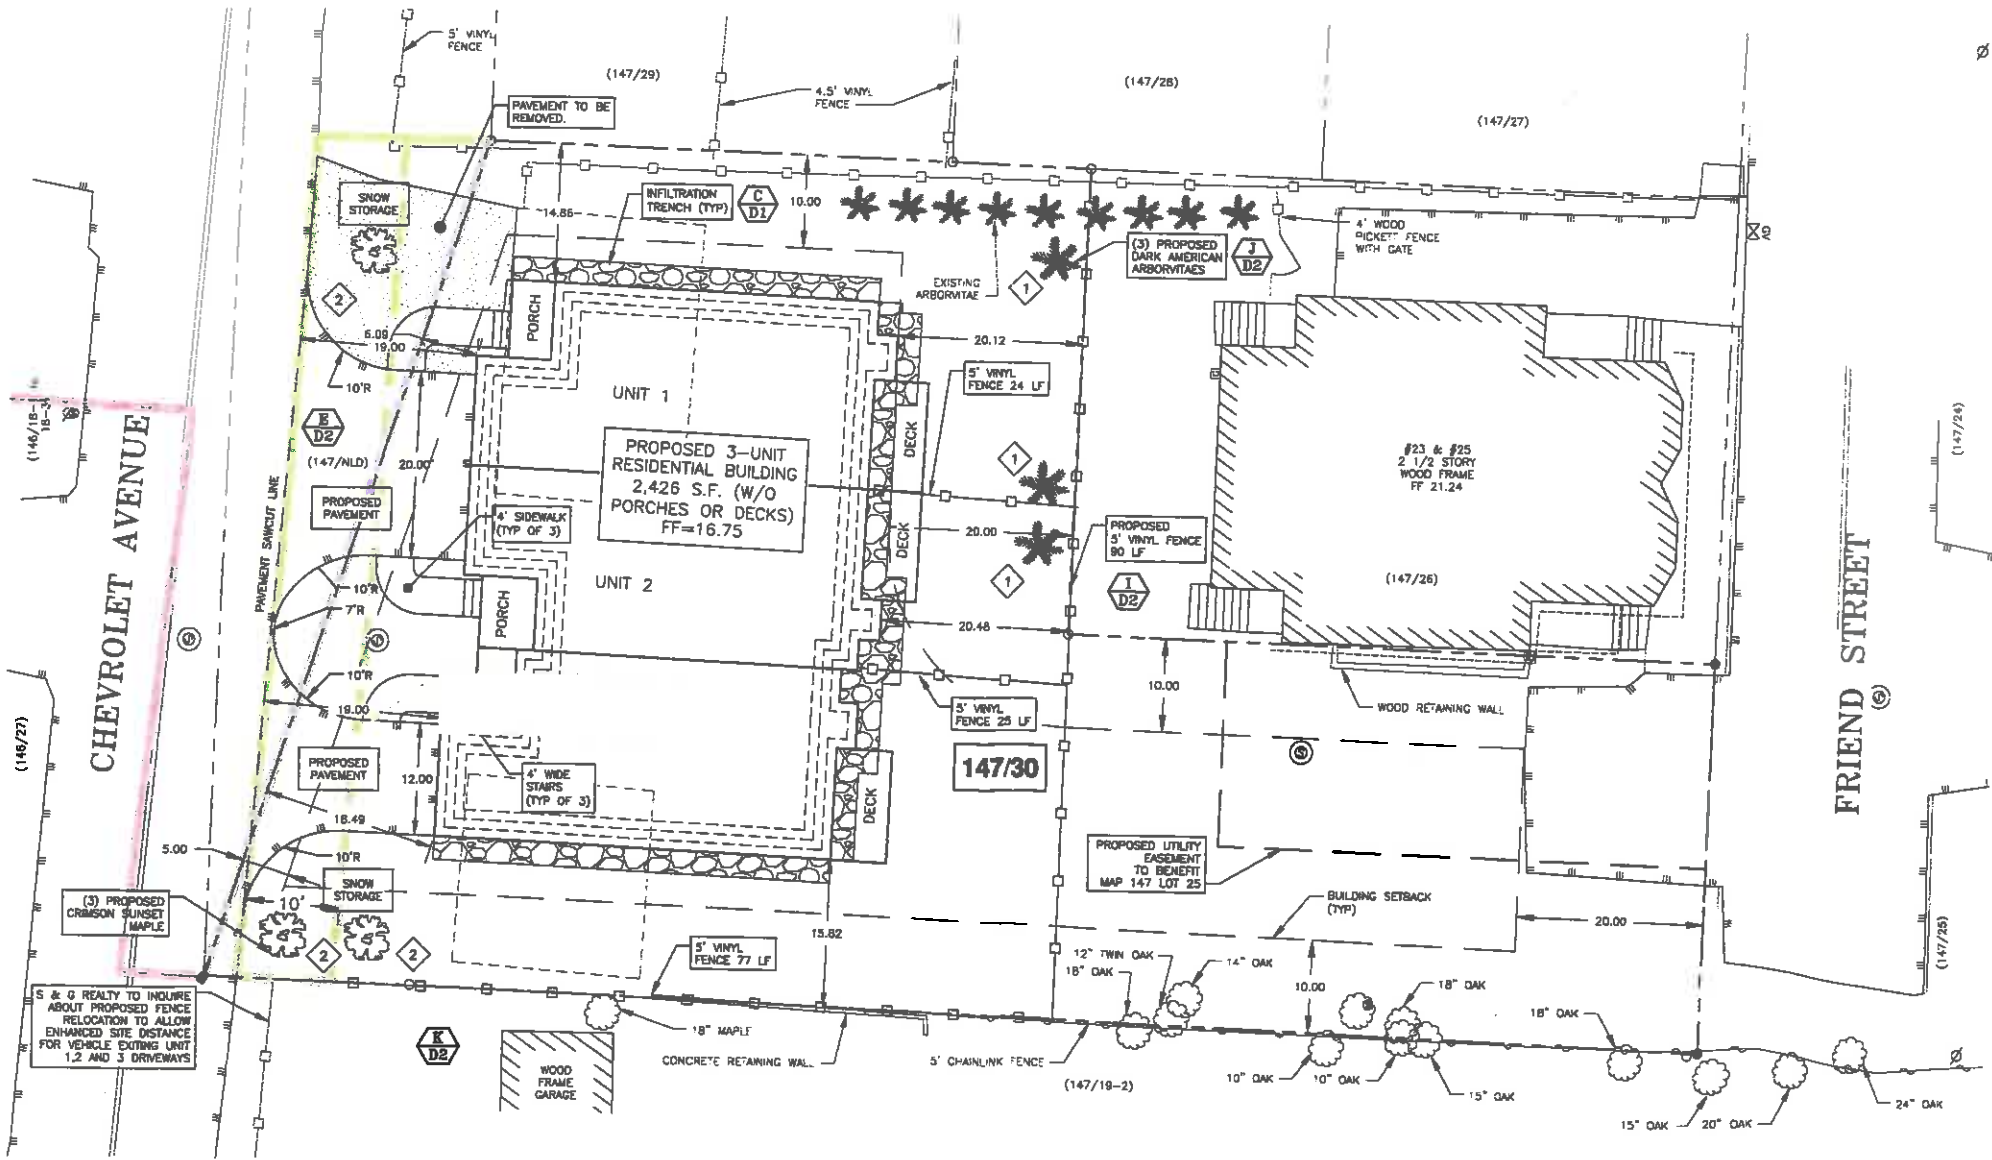 5' VINYL
FENCE
(147/29)
4.5' VINYL
FENCE
(147/28)
(147/27)
PAVEMENT TO BE
REMOVED.
SNOW
STORAGE
INFILTRATION
TRENCH (TYP)
C
D1
10.00
14.86
(3) PROPOSED
DARK AMERICAN
ARBORVITAES
J
D2
4' WOOD
PICKETT FENCE
WITH GATE
GV
EXISTING
ARBORVITAE
1
2
PORCH
6.09
19.00
10'R
20.12
5' VINYL
FENCE 24 LF
UNIT 1
DECK
E
D2
(147/NLD)
20.00
PROPOSED
PAVEMENT
PROPOSED 3-UNIT
RESIDENTIAL BUILDING
2,426 S.F. (W/O
PORCHES OR DECKS)
FF=16.75
1
#23 & #25
2 1/2 STORY
WOOD FRAME
FF 21.24
(147/24)
(146/18-1
18-3)
CHEVROLET AVENUE
PAVEMENT SAWCUT LINE
4' SIDEWALK
(TYP OF 3)
DECK
20.00
PROPOSED
5' VINYL FENCE
90 LF
1
I
D2
(147/26)
UNIT 2
10'R
7'R
PORCH
20.48
S
S
10'R
19.00
10.00
5' VINYL
FENCE 25 LF
WOOD RETAINING WALL
FRIEND STREET
S
(146/27)
PROPOSED
PAVEMENT
12.00
4' WIDE
STAIRS
(TYP OF 3)
147/30
S
DECK
18.49
5.00
10'R
PROPOSED UTILITY
EASEMENT
TO BENEFIT
MAP 147 LOT 25
SNOW
STORAGE
(3) PROPOSED
CRIMSON SUNSET
MAPLE
10'
BUILDING SETBACK
(TYP)
20.00
2
2
5' VINYL
FENCE 77 LF
15.82
12" TWIN OAK
18" OAK
14" OAK
10.00
18" OAK
(147/25)
S & G REALTY TO INQUIRE
ABOUT PROPOSED FENCE
RELOCATION TO ALLOW
ENHANCED SITE DISTANCE
FOR VEHICLE EXITING UNIT
1,2 AND 3 DRIVEWAYS
K
D2
18" MAPLE
CONCRETE RETAINING WALL
5' CHAINLINK FENCE
18" OAK
WOOD
FRAME
GARAGE
(147/19-2)
10" OAK
10" OAK
15" OAK
15" OAK
20" OAK
24" OAK